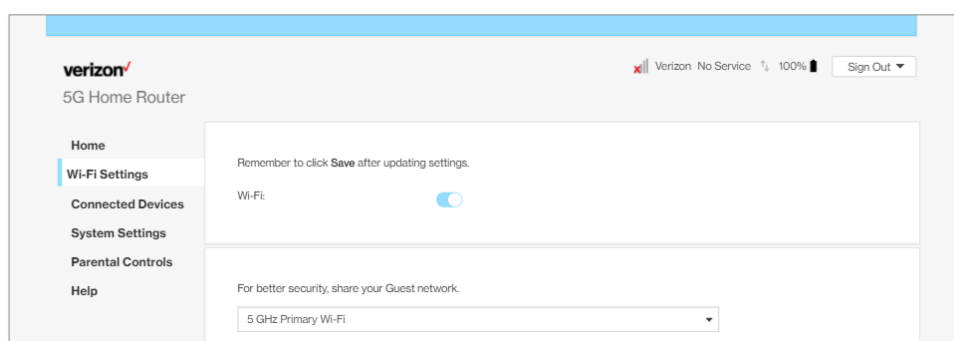 verizon
Verizon No Service 100% Sign Out
5G Home Router
Home
Wi-Fi Settings
Connected Devices
System Settings
Parental Controls
Help
Remember to click Save after updating settings.
Wi-Fi:
For better security, share your Guest network.
5 GHz Primary Wi-Fi